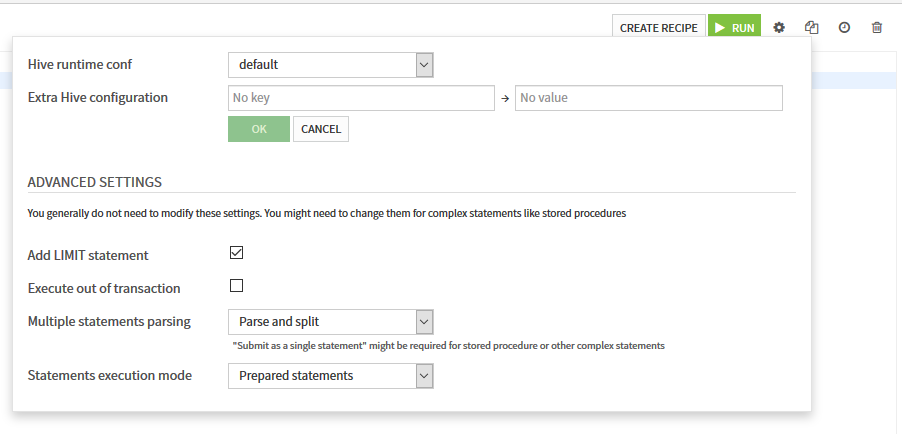 CREATE RECIPE RUN
Hive runtime conf default
Extra Hive configuration No key → No value
OK CANCEL
ADVANCED SETTINGS
You generally do not need to modify these settings. You might need to change them for complex statements like stored procedures
Add LIMIT statement
Execute out of transaction
Multiple statements parsing Parse and split
"Submit as a single statement" might be required for stored procedure or other complex statements
Statements execution mode Prepared statements